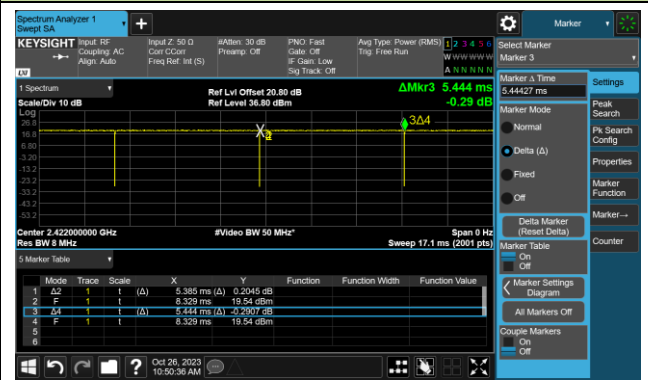 Spectrum Analyzer 1
Swept SA
Marker
KEYSIGHT Input: RF Input Z: 50 Ω #Atten: 30 dB PNO: Fast Avg Type: Power (RMS) 1 2 3 4 5 6
Coupling: AC Corr CCorr Preamp: Off Gate: Off Trig: Free Run
Align: Auto Freq Ref: Int (S) IF Gain: Low W W W W W W
Sig Track: Off A N N N N N
LXI
Select Marker
Marker 3
1 Spectrum Ref Lvl Offset 20.80 dB ΔMkr3 5.444 ms
Scale/Div 10 dB Ref Level 36.80 dBm -0.29 dB
Log
26.8
16.8
6.80
-3.20
-13.2
-23.2
-33.2
-43.2
-53.2
3Δ4
Center 2.422000000 GHz #Video BW 50 MHz* Span 0 Hz
Res BW 8 MHz Sweep 17.1 ms (2001 pts)
5 Marker Table
Mode Trace Scale X Y Function Function Width Function Value
1 Δ2 1 t (Δ) 5.385 ms (Δ) 0.2045 dB
2 F 1 t 8.329 ms 19.54 dBm
3 Δ4 1 t (Δ) 5.444 ms (Δ) -0.2907 dB
4 F 1 t 8.329 ms 19.54 dBm
5
6
Marker Δ Time
5.44427 ms
Marker Mode
Normal
Delta (Δ)
Fixed
Off
Delta Marker
(Reset Delta)
Marker Table
On
Off
Marker Settings
Diagram
All Markers Off
Couple Markers
On
Off
Settings
Peak
Search
Pk Search
Config
Properties
Marker
Function
Marker→
Counter
? Oct 26, 2023
10:50:36 AM